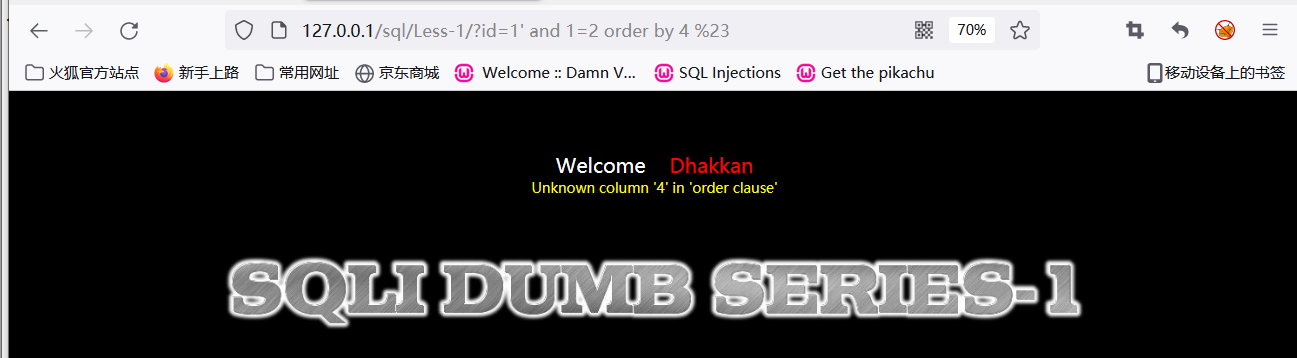 127.0.0.1/sql/Less-1/?id=1' and 1=2 order by 4 %23
70%
火狐官方站点 新手上路 常用网址 京东商城 Welcome :: Damn V... SQL Injections Get the pikachu 移动设备上的书签
Welcome Dhakkan
Unknown column '4' in 'order clause'
SQLI DUMB SERIES-1